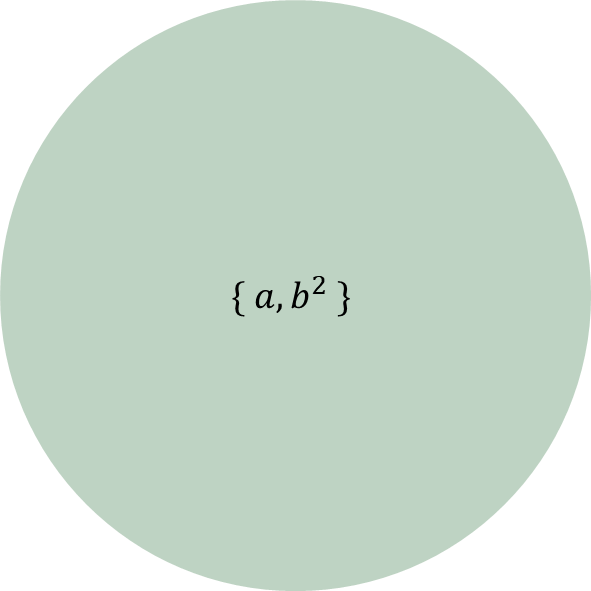 { a, b² }